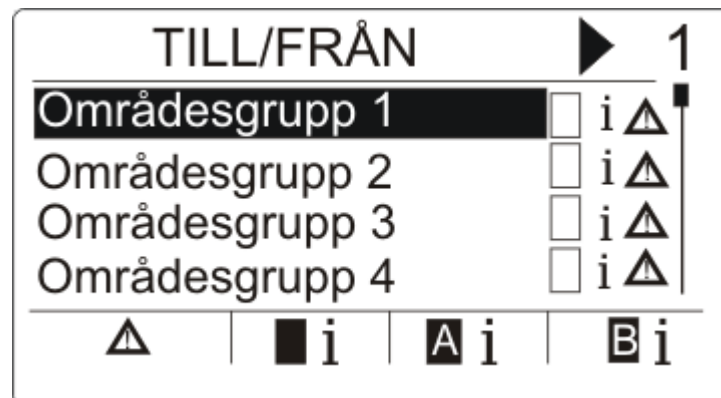 TILL/FRÅN 1
Områdesgrupp 1 i
Områdesgrupp 2 i
Områdesgrupp 3 i
Områdesgrupp 4 i
i A i B i